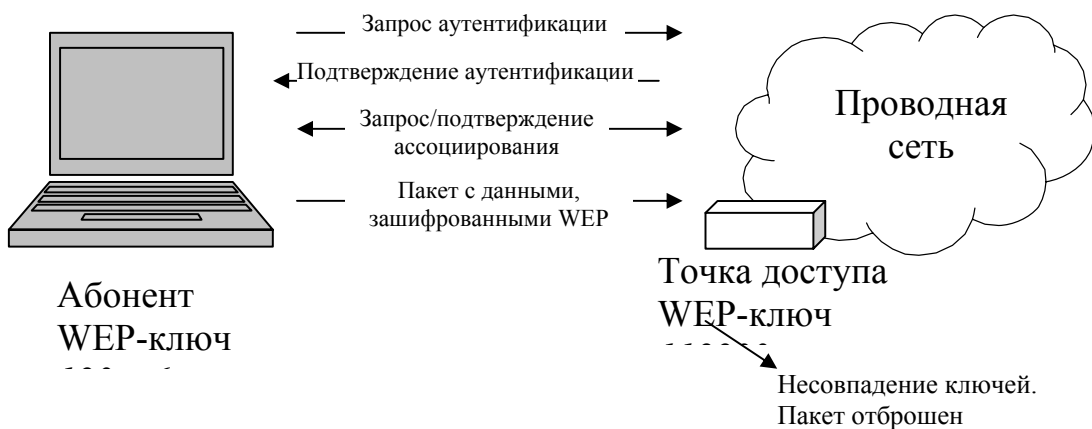 Запрос аутентификации
Подтверждение аутентификации
Запрос/подтверждение
ассоциирования
Пакет с данными,
зашифрованными WEP
Проводная
сеть
Абонент
WEP-ключ
Точка доступа
WEP-ключ
Несовпадение ключей.
Пакет отброшен